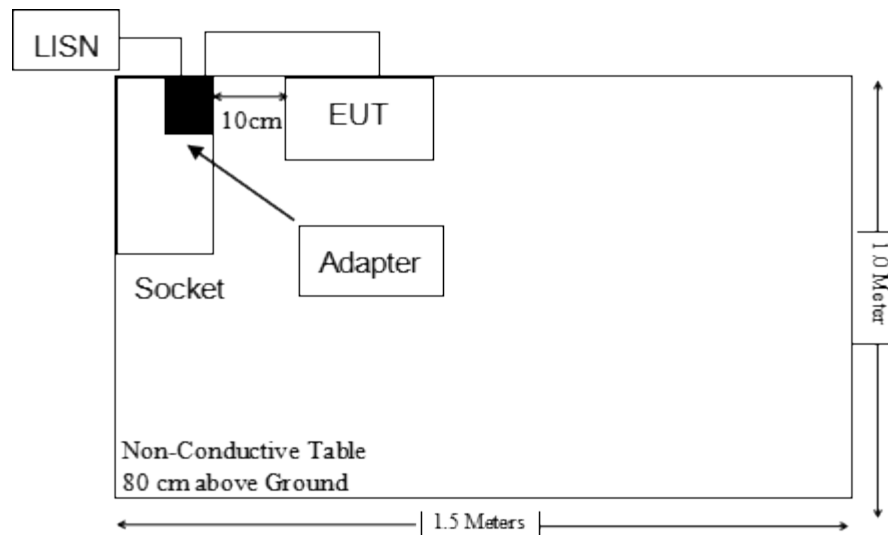 LISN
10cm
EUT
Adapter
Socket
1.0 Meter
Non-Conductive Table
80 cm above Ground
1.5 Meters